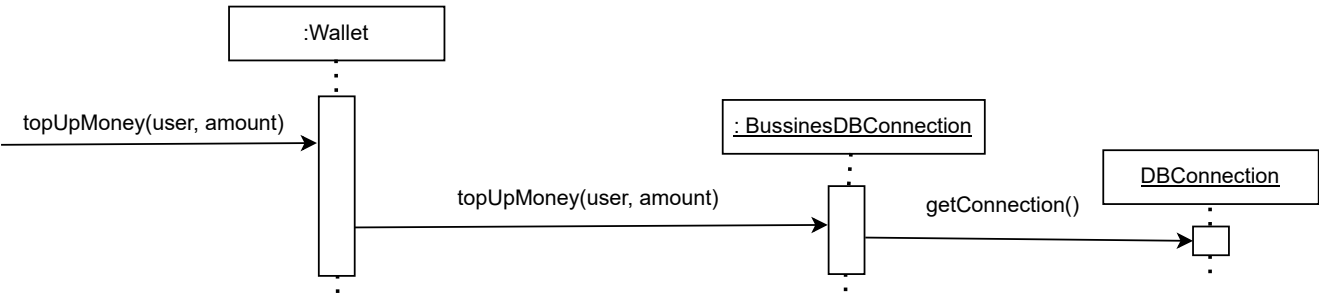 :Wallet
topUpMoney(user, amount)
: BussinesDBConnection
DBConnection
topUpMoney(user, amount)
getConnection()